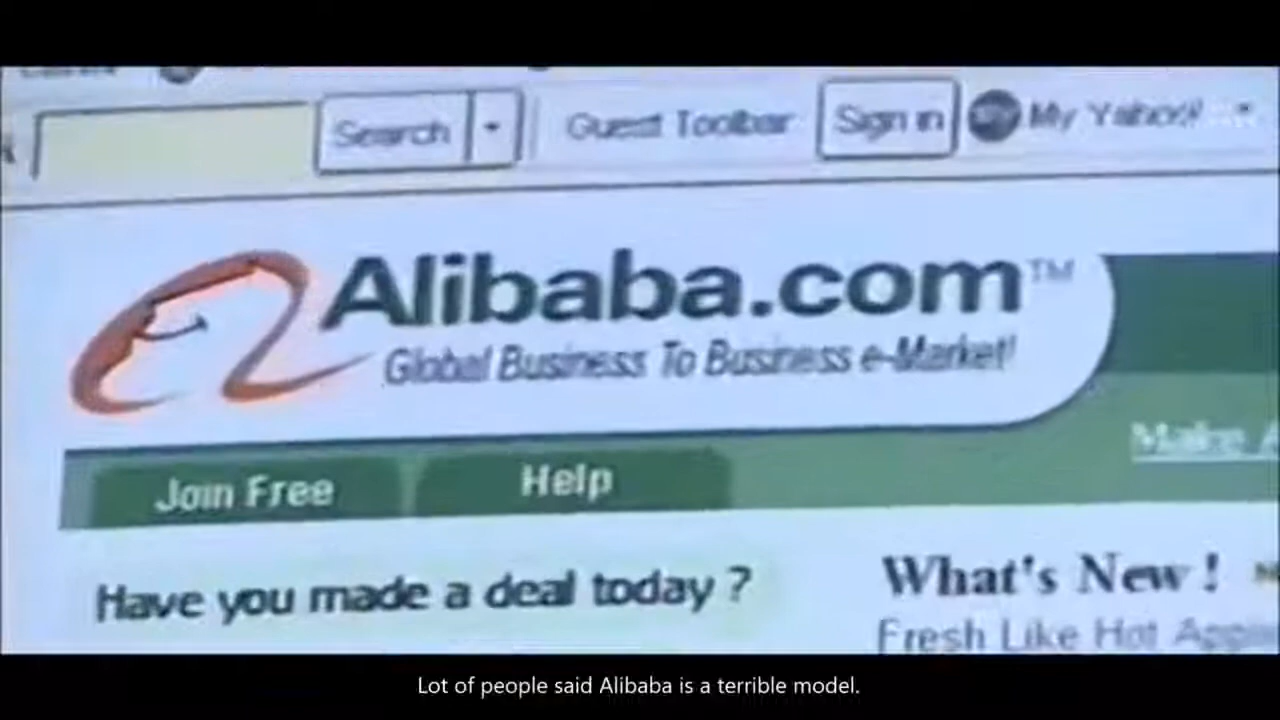 Search
Guest Toolbar
Sign in
My Yahoo!
Alibaba.com™
Global Business To Business e-Market!
Make
Join Free
Help
Have you made a deal today ?
What's New !
Fresh Like Hot
Lot of people said Alibaba is a terrible model.